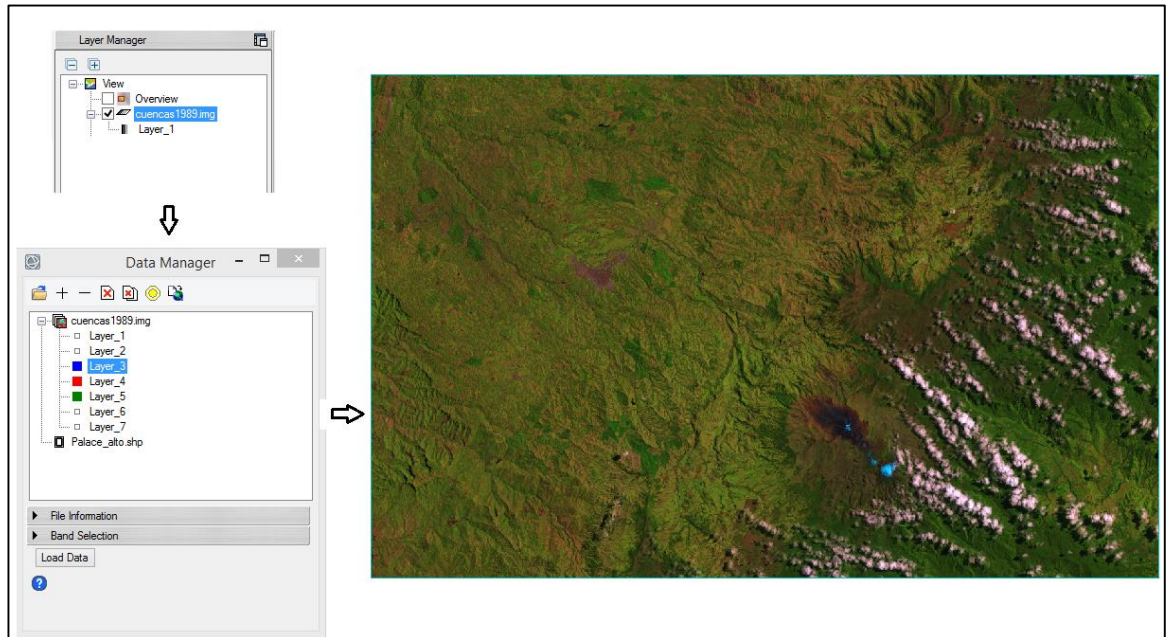 Layer Manager
View
Overview
cuencas1989.img
Layer_1
Data Manager
cuencas1989.img
Layer_1
Layer_2
Layer_3
Layer_4
Layer_5
Layer_6
Layer_7
Palace_alto.shp
File Information
Band Selection
Load Data